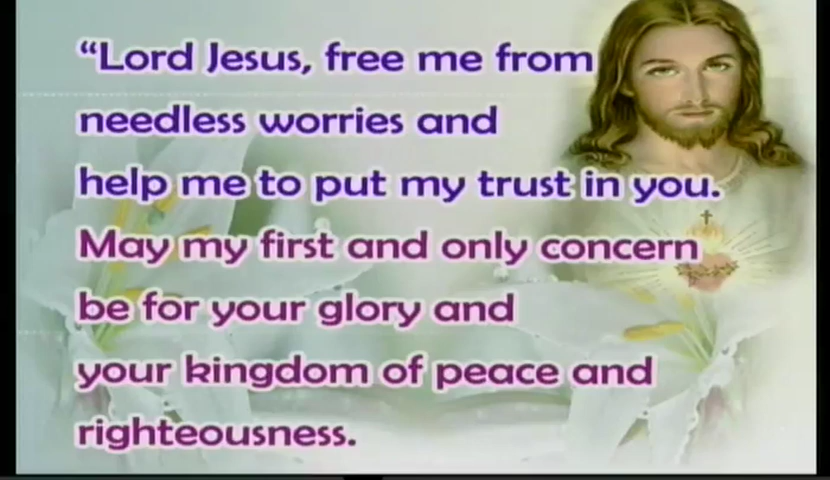 “Lord Jesus, free me from
needless worries and
help me to put my trust in you.
May my first and only concern
be for your glory and
your kingdom of peace and
righteousness.